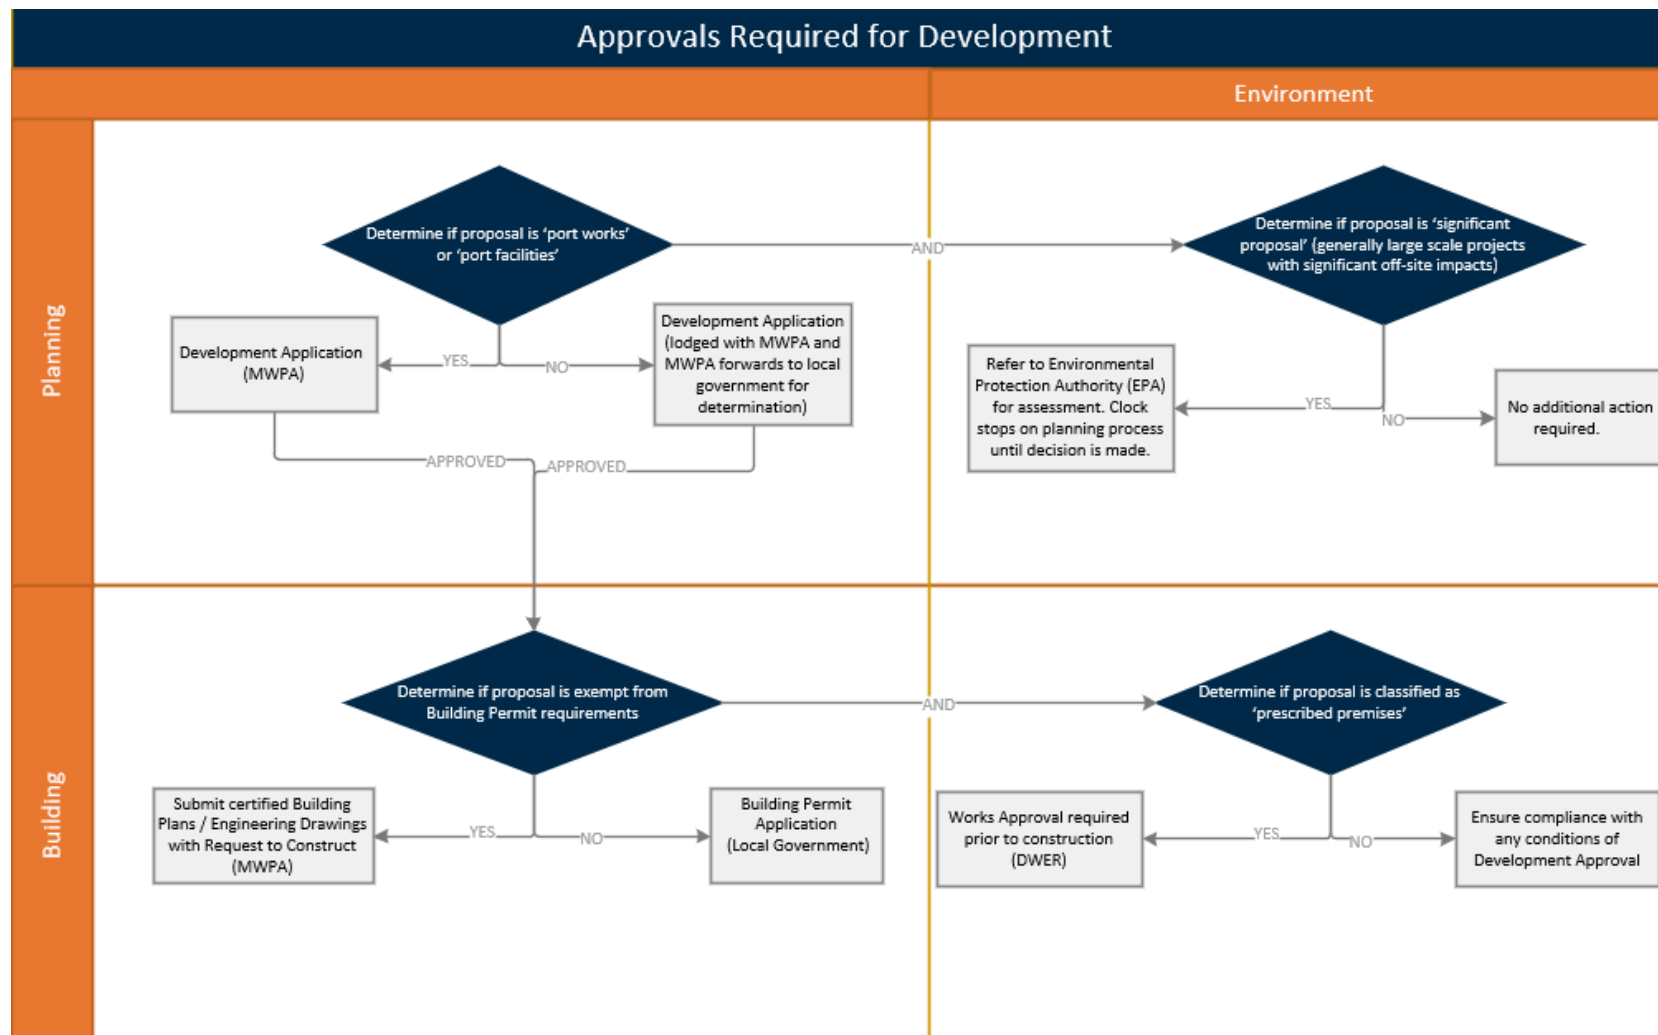 Approvals Required for Development
Environment
Planning
Determine if proposal is ‘port works’
or ‘port facilities’
AND
Determine if proposal is ‘significant
proposal’ (generally large scale projects
with significant off-site impacts)
Development Application
(MWPA)
YES
NO
Development Application
(lodged with MWPA and
MWPA forwards to local
government for
determination)
Refer to Environmental
Protection Authority (EPA)
for assessment. Clock
stops on planning process
until decision is made.
YES
NO
No additional action
required.
APPROVED
APPROVED
Building
Determine if proposal is exempt from
Building Permit requirements
AND
Determine if proposal is classified as
‘prescribed premises’
Submit certified Building
Plans / Engineering Drawings
with Request to Construct
(MWPA)
YES
NO
Building Permit
Application
(Local Government)
Works Approval required
prior to construction
(DWER)
YES
NO
Ensure compliance with
any conditions of
Development Approval